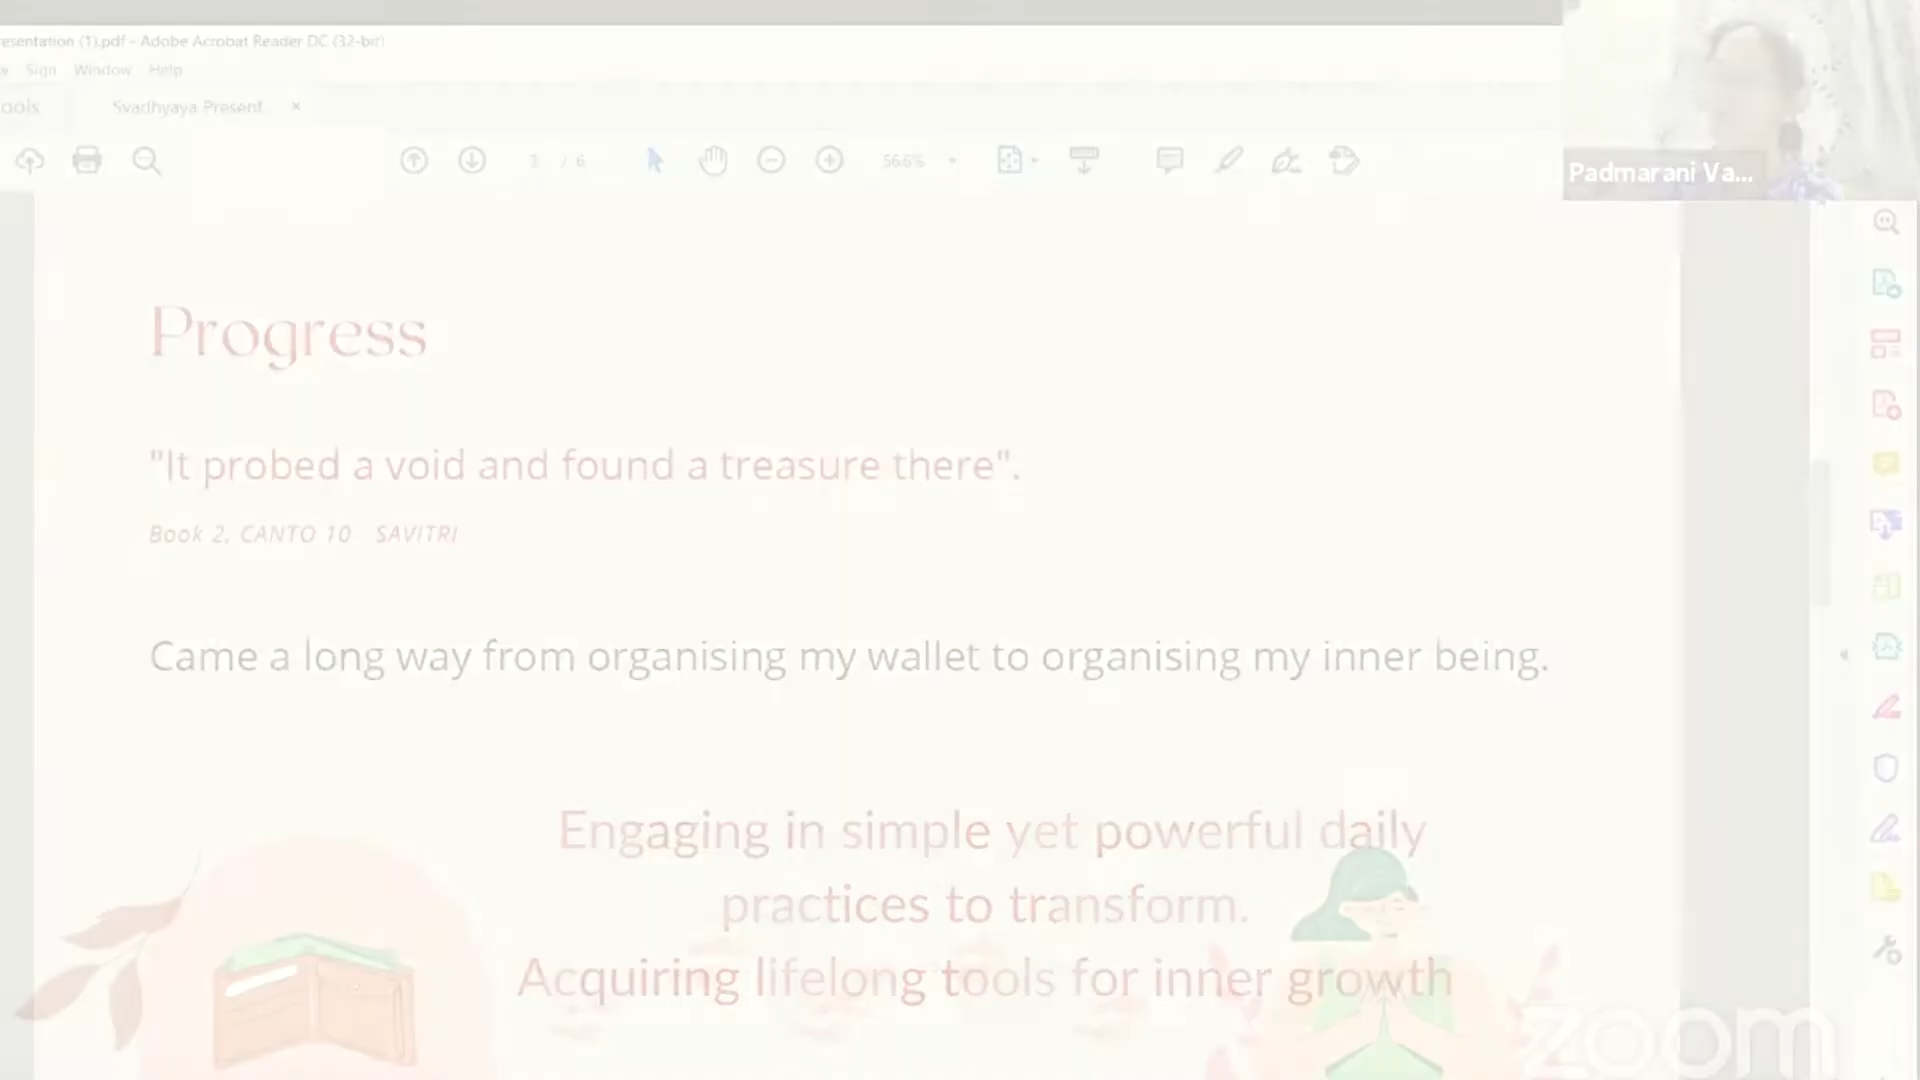 esentation (1).pdf - Adobe Acrobat Reader DC (32-bit)
w Sign Window Help
ools Svadhyaya Present... ×
3 / 6 56.6%
Padmarani Va...
Progress
"It probed a void and found a treasure there".
Book 2, CANTO 10 SAVITRI
Came a long way from organising my wallet to organising my inner being.
Engaging in simple yet powerful daily
practices to transform.
Acquiring lifelong tools for inner growth
zoom